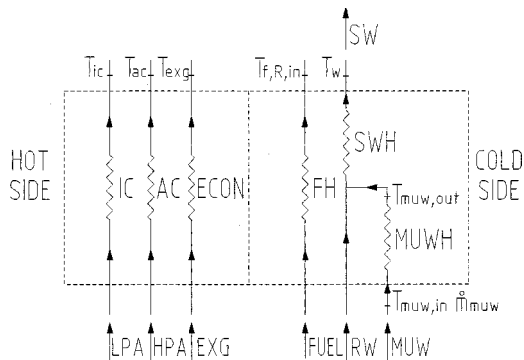 SW
Tic Tac Texg Tf,R,in Tw
HOT SIDE
IC AC ECON
FH
SWH
COLD SIDE
Tmuw,out
MUWH
Tmuw,in ṁmuw
LPA HPA EXG FUEL RW MUW